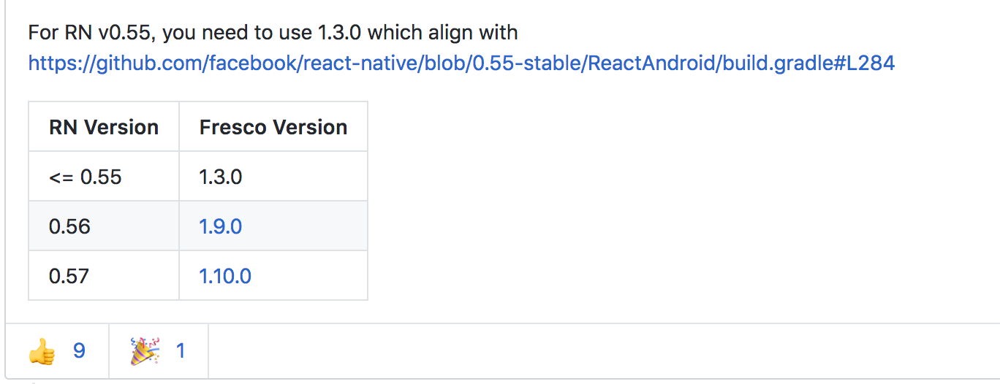 For RN v0.55, you need to use 1.3.0 which align with
https://github.com/facebook/react-native/blob/0.55-stable/ReactAndroid/build.gradle#L284
RN Version Fresco Version
<= 0.55 1.3.0
0.56 1.9.0
0.57 1.10.0
👍 9 🎉 1